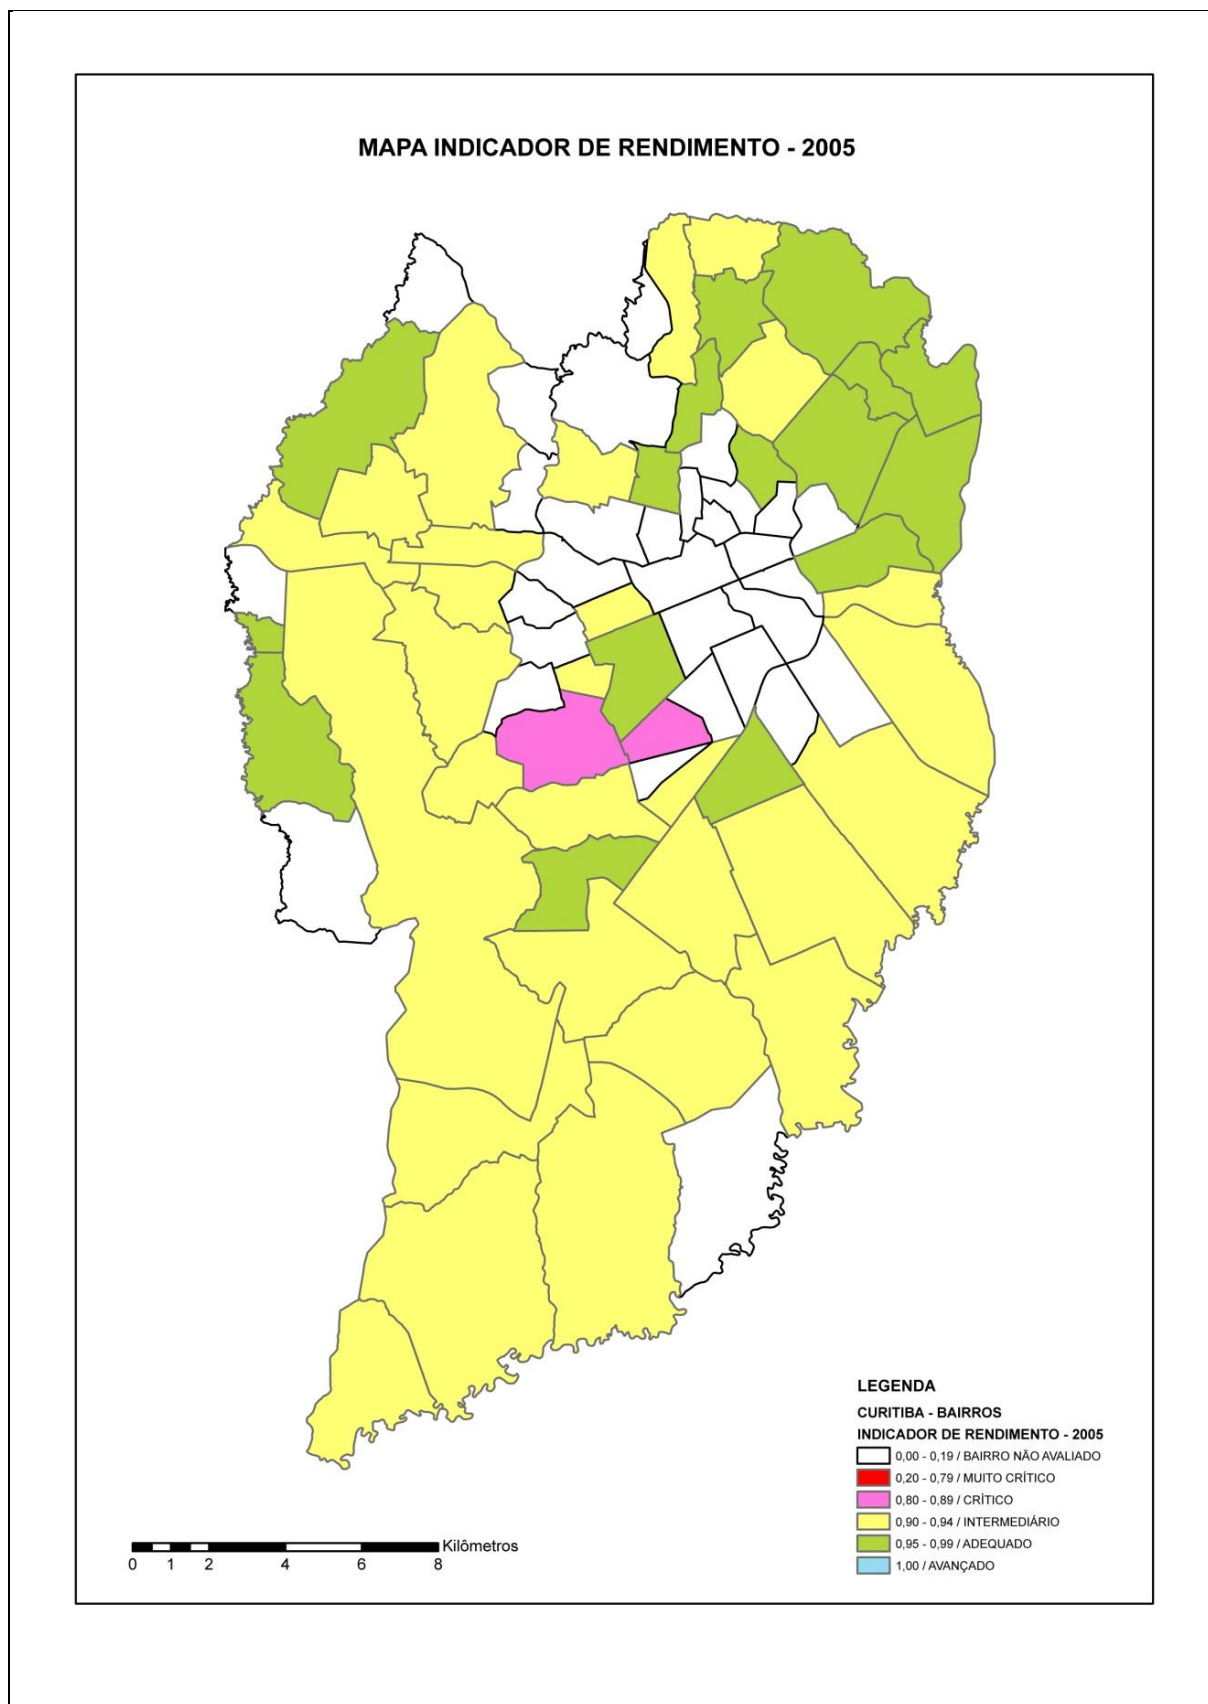 MAPA INDICADOR DE RENDIMENTO - 2005
LEGENDA
CURITIBA - BAIRROS
INDICADOR DE RENDIMENTO - 2005
0,00 - 0,19 / BAIRRO NÃO AVALIADO
0,20 - 0,79 / MUITO CRÍTICO
0,80 - 0,89 / CRÍTICO
0,90 - 0,94 / INTERMEDIÁRIO
0,95 - 0,99 / ADEQUADO
1,00 / AVANÇADO
Kilômetros
0 1 2 4 6 8